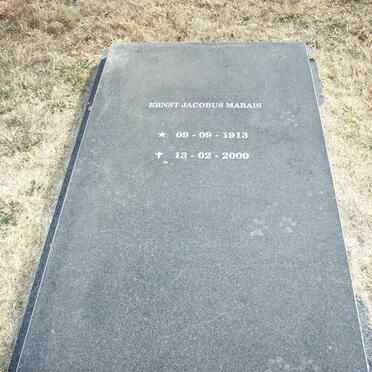 ERNST JACOBUS MARAIS
★ 09 - 09 - 1913
✝ 13 - 02 - 2000